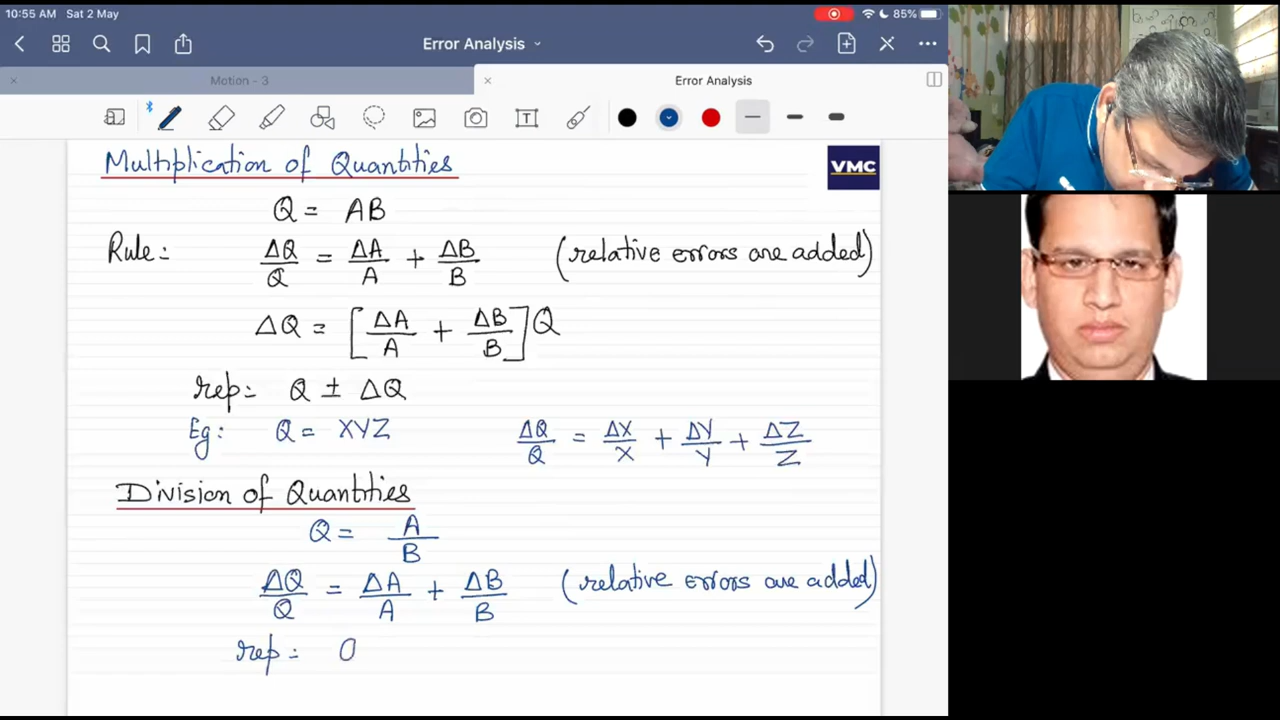 10:55 AM Sat 2 May 85%
Error Analysis
Motion - 3
Error Analysis
T
Multiplication of Quantities
VMC
Q = AB
Rule: ΔQ/Q = ΔA/A + ΔB/B (relative errors are added)
ΔQ = [ΔA/A + ΔB/B] Q
rep: Q ± ΔQ
Eg: Q = XYZ ΔQ/Q = ΔX/X + ΔY/Y + ΔZ/Z
Division of Quantities
Q = A/B
ΔQ/Q = ΔA/A + ΔB/B (relative errors are added)
rep: Q